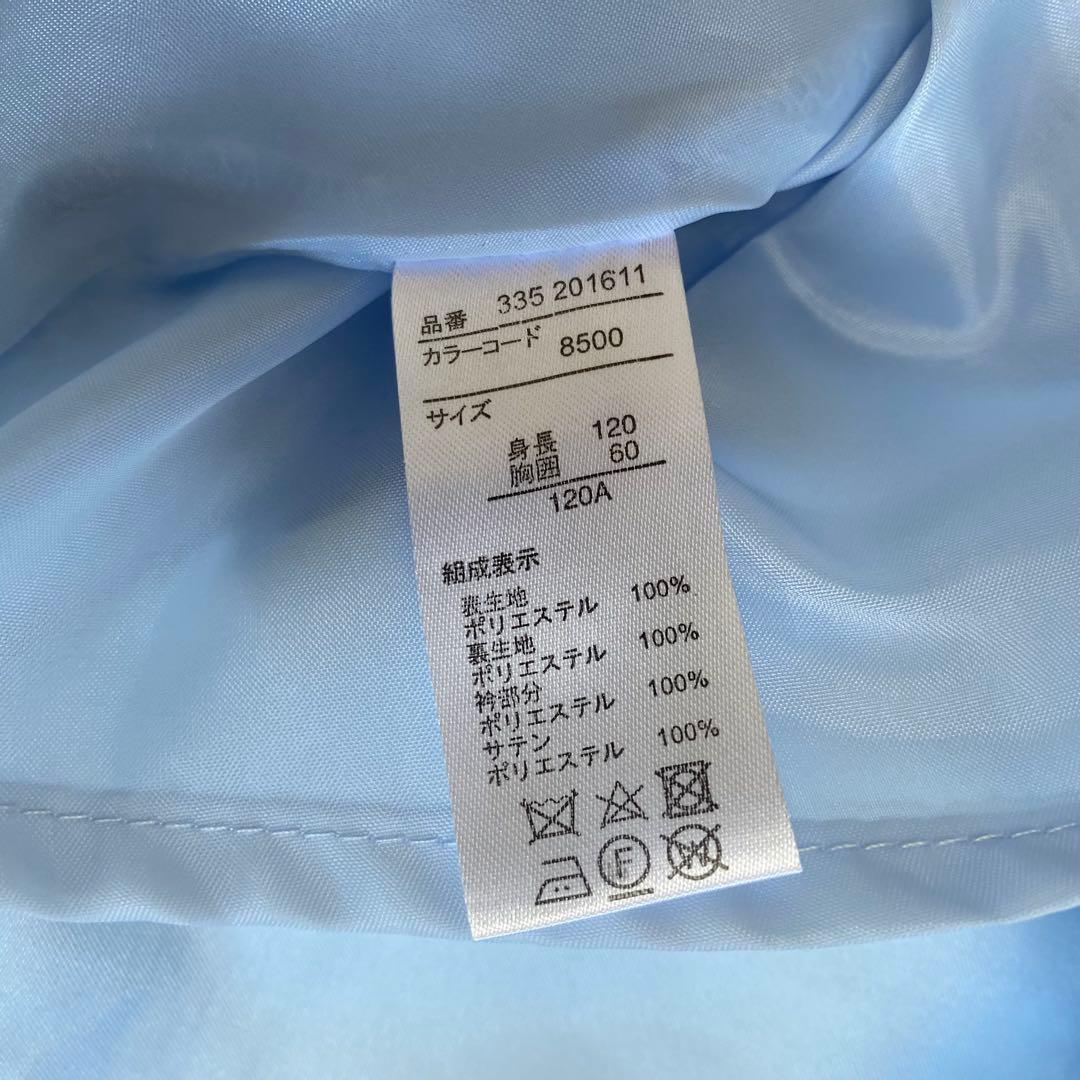 品番 335 201611
カラーコード 8500
サイズ
身長 120
胸囲 60
120A
組成表示
表生地
ポリエステル 100%
裏生地
ポリエステル 100%
衿部分
ポリエステル 100%
サテン
ポリエステル 100%
F
W